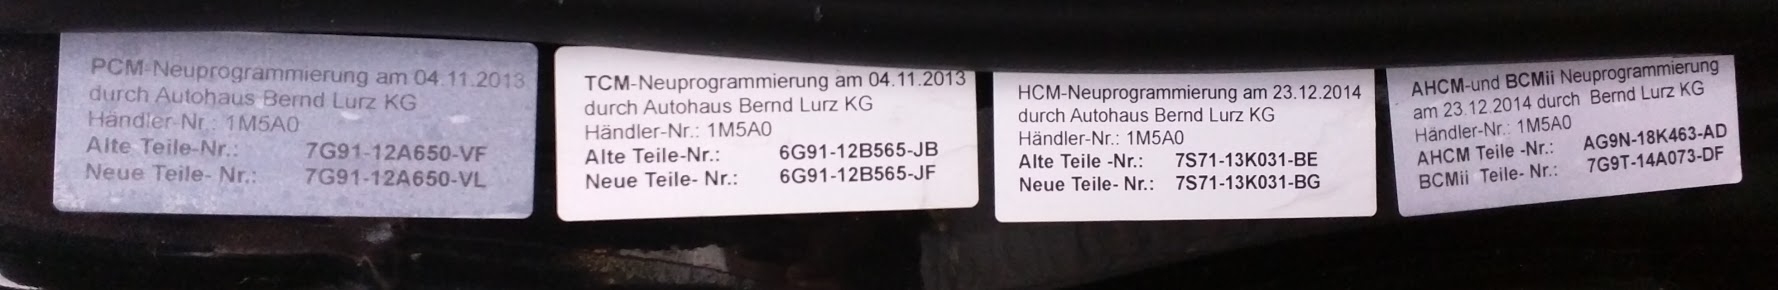 PCM-Neuprogrammierung am 04.11.2013
durch Autohaus Bernd Lurz KG
Händler-Nr.: 1M5A0
Alte Teile-Nr.: 7G91-12A650-VF
Neue Teile- Nr.: 7G91-12A650-VL
TCM-Neuprogrammierung am 04.11.2013
durch Autohaus Bernd Lurz KG
Händler-Nr.: 1M5A0
Alte Teile-Nr.: 6G91-12B565-JB
Neue Teile- Nr.: 6G91-12B565-JF
HCM-Neuprogrammierung am 23.12.2014
durch Autohaus Bernd Lurz KG
Händler-Nr.: 1M5A0
Alte Teile -Nr.: 7S71-13K031-BE
Neue Teile- Nr.: 7S71-13K031-BG
AHCM-und BCMii Neuprogrammierung
am 23.12.2014 durch Bernd Lurz KG
Händler-Nr.: 1M5A0
AHCM Teile -Nr.: AG9N-18K463-AD
BCMii Teile- Nr.: 7G9T-14A073-DF